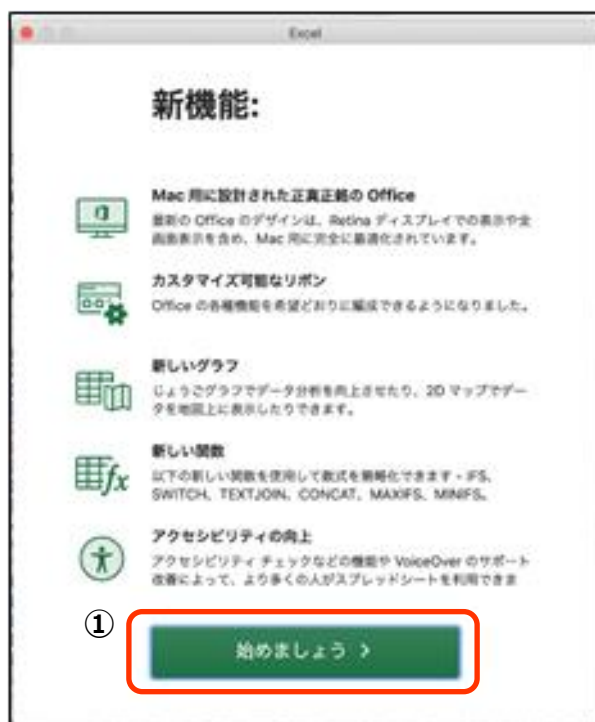 Excel
新機能:
Mac 用に設計された正真正銘の Office
最新の Office のデザインは、Retina ディスプレイでの表示や全
画面表示を含め、Mac 用に完全に最適化されています。
カスタマイズ可能なリボン
Office の各種機能を希望どおりに編成できるようになりました。
新しいグラフ
じょうごグラフでデータ分析を向上させたり、2D マップでデー
タを地図上に表示したりできます。
新しい関数
以下の新しい関数を使用して数式を簡略化できます - IFS、
SWITCH、TEXTJOIN、CONCAT、MAXIFS、MINIFS。
アクセシビリティの向上
アクセシビリティ チェックなどの機能や VoiceOver のサポート
改善によって、より多くの人がスプレッドシートを利用できま
①
始めましょう >